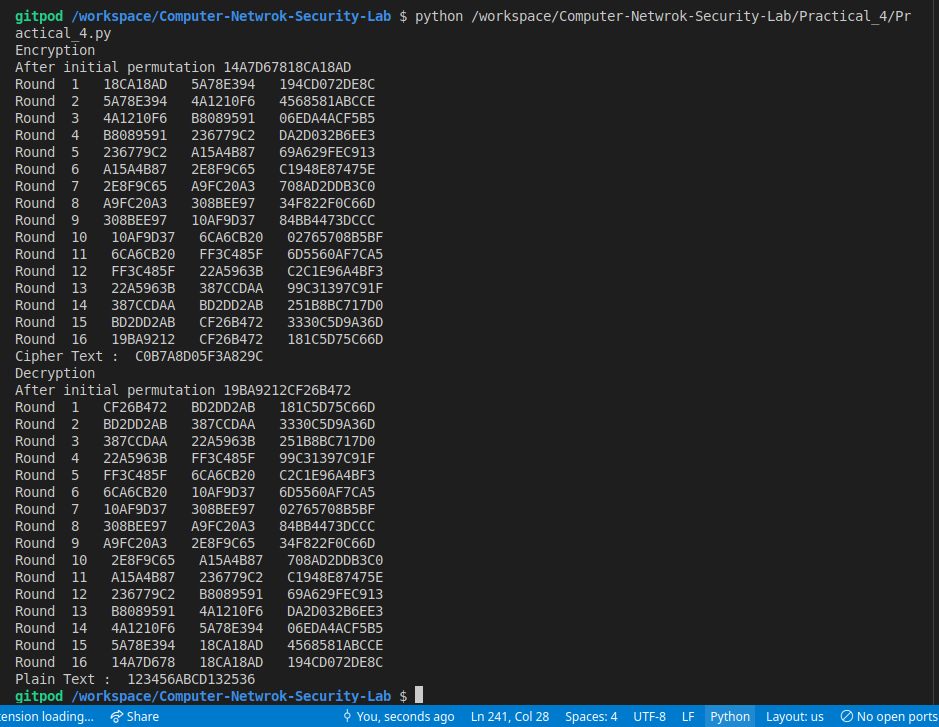 gitpod /workspace/Computer-Netwrok-Security-Lab $ python /workspace/Computer-Netwrok-Security-Lab/Practical_4/Pr
actical_4.py
Encryption
After initial permutation 14A7D67818CA18AD
Round  1   18CA18AD   5A78E394   194CD072DE8C
Round  2   5A78E394   4A1210F6   4568581ABCCE
Round  3   4A1210F6   B8089591   06EDA4ACF5B5
Round  4   B8089591   236779C2   DA2D032B6EE3
Round  5   236779C2   A15A4B87   69A629FEC913
Round  6   A15A4B87   2E8F9C65   C1948E87475E
Round  7   2E8F9C65   A9FC20A3   708AD2DDB3C0
Round  8   A9FC20A3   308BEE97   34F822F0C66D
Round  9   308BEE97   10AF9D37   84BB4473DCCC
Round  10   10AF9D37   6CA6CB20   02765708B5BF
Round  11   6CA6CB20   FF3C485F   6D5560AF7CA5
Round  12   FF3C485F   22A5963B   C2C1E96A4BF3
Round  13   22A5963B   387CCDAA   99C31397C91F
Round  14   387CCDAA   BD2DD2AB   251B8BC717D0
Round  15   BD2DD2AB   CF26B472   3330C5D9A36D
Round  16   19BA9212   CF26B472   181C5D75C66D
Cipher Text :  C0B7A8D05F3A829C
Decryption
After initial permutation 19BA9212CF26B472
Round  1   CF26B472   BD2DD2AB   181C5D75C66D
Round  2   BD2DD2AB   387CCDAA   3330C5D9A36D
Round  3   387CCDAA   22A5963B   251B8BC717D0
Round  4   22A5963B   FF3C485F   99C31397C91F
Round  5   FF3C485F   6CA6CB20   C2C1E96A4BF3
Round  6   6CA6CB20   10AF9D37   6D5560AF7CA5
Round  7   10AF9D37   308BEE97   02765708B5BF
Round  8   308BEE97   A9FC20A3   84BB4473DCCC
Round  9   A9FC20A3   2E8F9C65   34F822F0C66D
Round  10   2E8F9C65   A15A4B87   708AD2DDB3C0
Round  11   A15A4B87   236779C2   C1948E87475E
Round  12   236779C2   B8089591   69A629FEC913
Round  13   B8089591   4A1210F6   DA2D032B6EE3
Round  14   4A1210F6   5A78E394   06EDA4ACF5B5
Round  15   5A78E394   18CA18AD   4568581ABCCE
Round  16   14A7D678   18CA18AD   194CD072DE8C
Plain Text :  123456ABCD132536
gitpod /workspace/Computer-Netwrok-Security-Lab $
tension loading... Share You, seconds ago Ln 241, Col 28 Spaces: 4 UTF-8 LF Python Layout: us No open ports